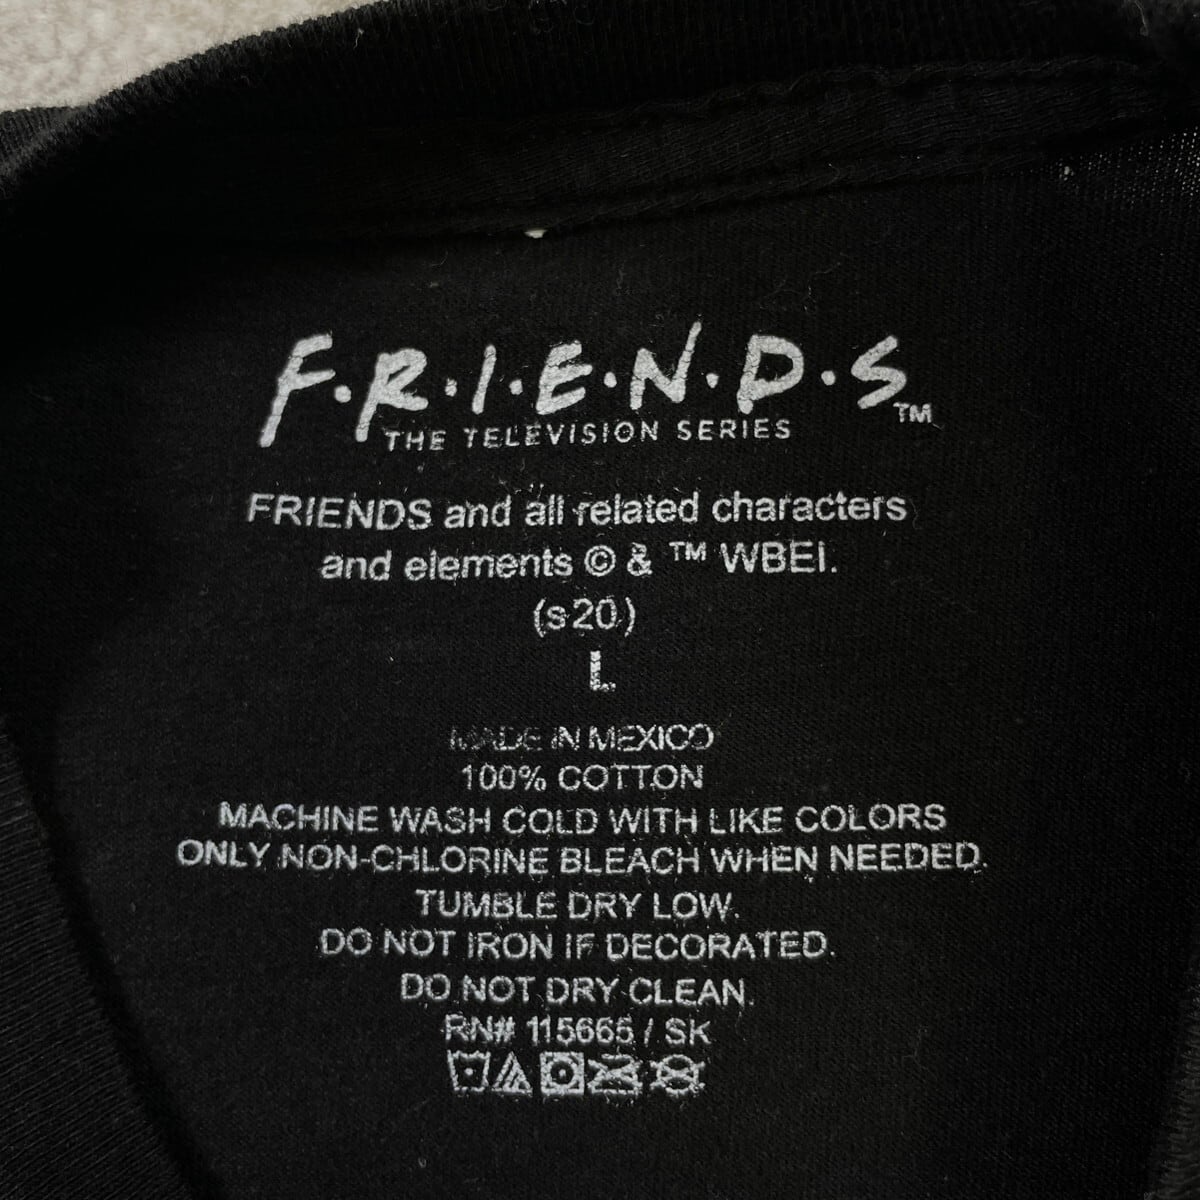 F·R·I·E·N·D·S™
THE TELEVISION SERIES
FRIENDS and all related characters
and elements © & ™ WBEI.
(s20)
L
MADE IN MEXICO
100% COTTON
MACHINE WASH COLD WITH LIKE COLORS
ONLY NON-CHLORINE BLEACH WHEN NEEDED.
TUMBLE DRY LOW.
DO NOT IRON IF DECORATED.
DO NOT DRY CLEAN.
RN# 115665 / SK